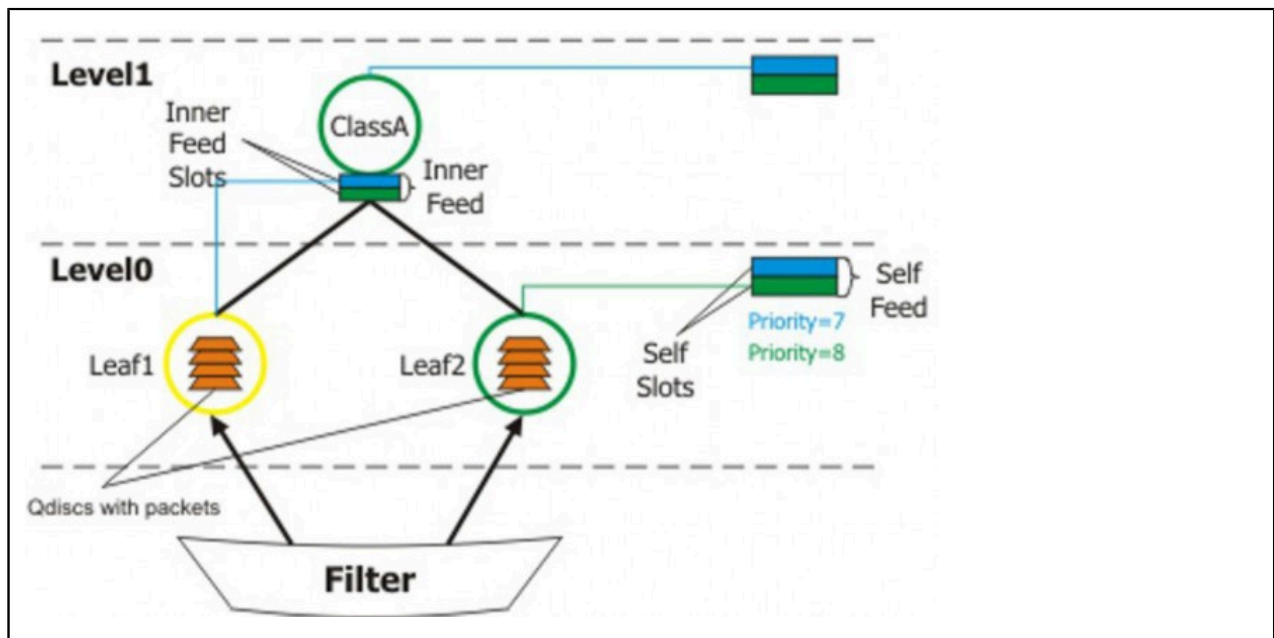 Level1
Inner
Feed
Slots
ClassA
Inner
Feed
Level0
Self
Feed
Priority=7
Priority=8
Leaf1
Leaf2
Self
Slots
Qdiscs with packets
Filter